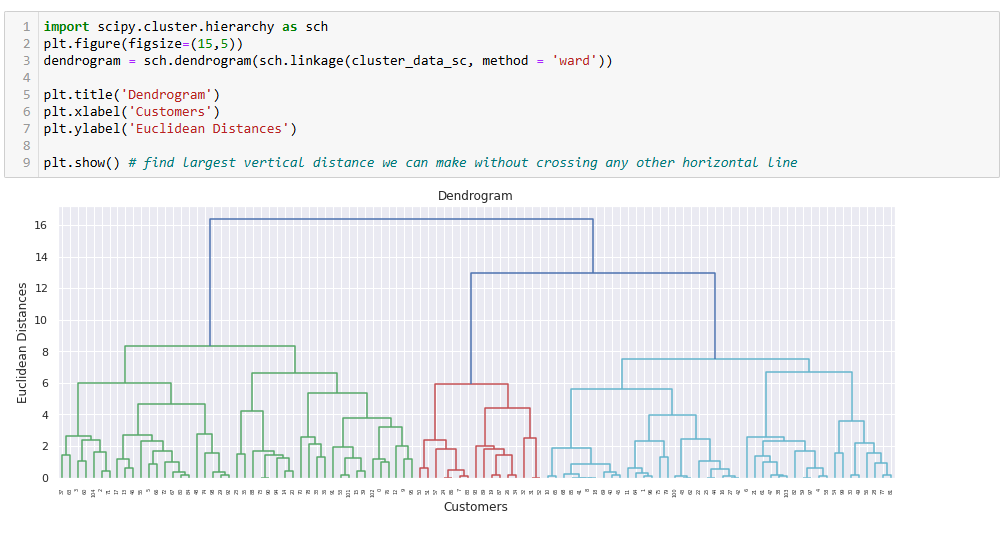 1 import scipy.cluster.hierarchy as sch
2 plt.figure(figsize=(15,5))
3 dendrogram = sch.dendrogram(sch.linkage(cluster_data_sc, method = 'ward'))
4
5 plt.title('Dendrogram')
6 plt.xlabel('Customers')
7 plt.ylabel('Euclidean Distances')
8
9 plt.show() # find largest vertical distance we can make without crossing any other horizontal line
Dendrogram
16
14
12
10
8
6
4
2
0
Euclidean Distances
Customers